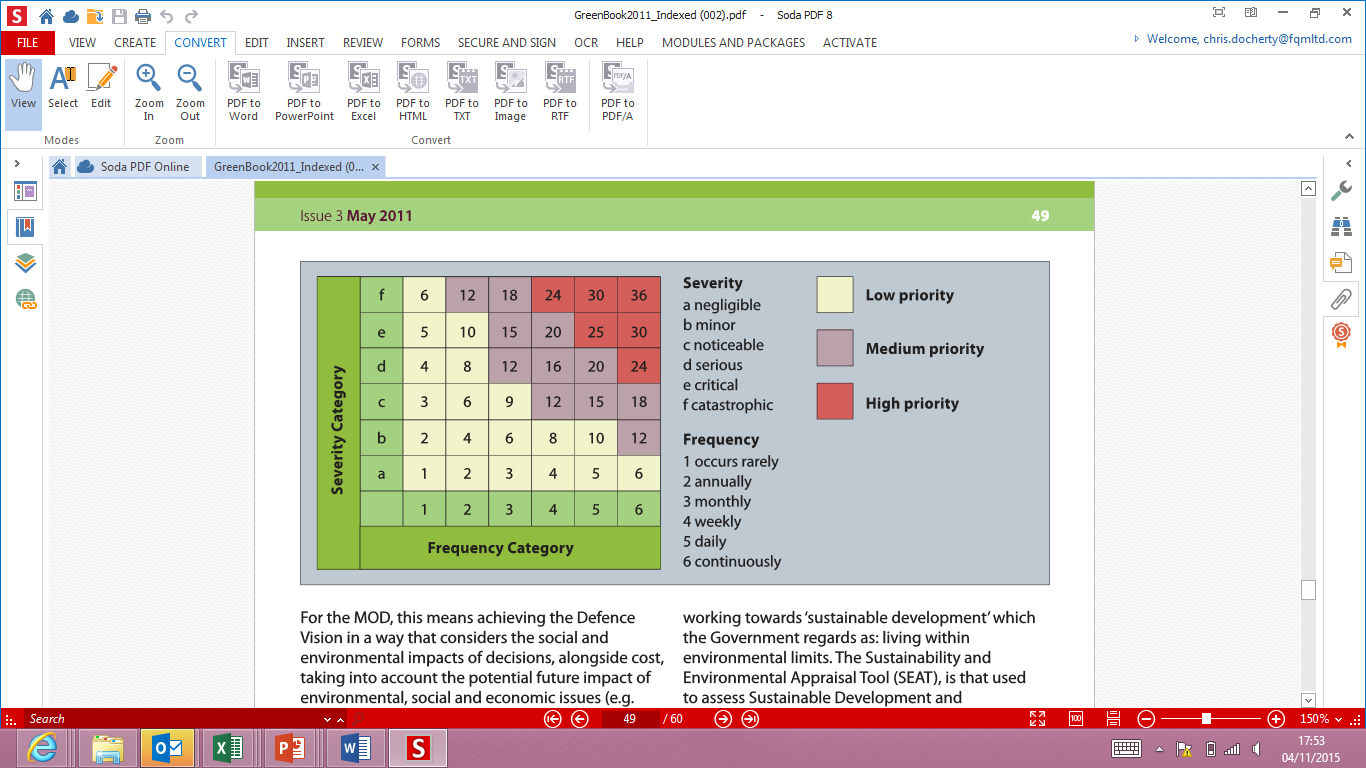 GreenBook2011_Indexed (002).pdf - Soda PDF 8
FILE VIEW CREATE CONVERT EDIT INSERT REVIEW FORMS SECURE AND SIGN OCR HELP MODULES AND PACKAGES ACTIVATE
Welcome, chris.docherty@fqmltd.com
View Select Edit
Zoom In
Zoom Out
PDF to Word
PDF to PowerPoint
PDF to Excel
PDF to HTML
PDF to TXT
PDF to Image
PDF to RTF
PDF to PDF/A
Modes Zoom Convert
Soda PDF Online
GreenBook2011_Indexed (0... ×
Issue 3 May 2011 49
Severity Category
f 6 12 18 24 30 36
e 5 10 15 20 25 30
d 4 8 12 16 20 24
c 3 6 9 12 15 18
b 2 4 6 8 10 12
a 1 2 3 4 5 6
1 2 3 4 5 6
Frequency Category
Severity
a negligible
b minor
c noticeable
d serious
e critical
f catastrophic
Frequency
1 occurs rarely
2 annually
3 monthly
4 weekly
5 daily
6 continuously
Low priority
Medium priority
High priority
For the MOD, this means achieving the Defence
Vision in a way that considers the social and
environmental impacts of decisions, alongside cost,
taking into account the potential future impact of
environmental, social and economic issues (e.g.
working towards ‘sustainable development’ which
the Government regards as: living within
environmental limits. The Sustainability and
Environmental Appraisal Tool (SEAT), is that used
to assess Sustainable Development and
Search
49 / 60
100
150%
17:53
04/11/2015